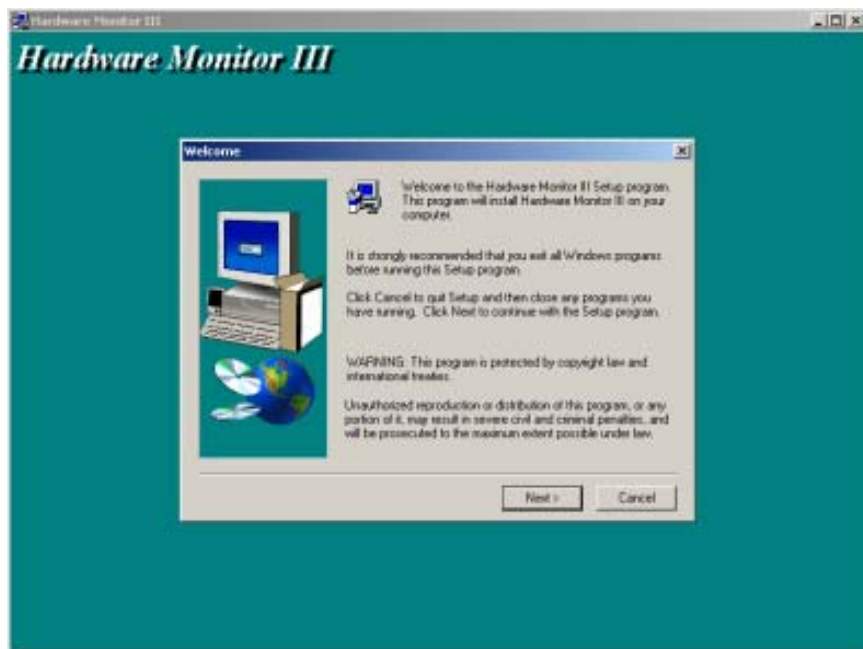 Hardware Monitor III
Hardware Monitor III
Welcome
Welcome to the Hardware Monitor III Setup program.
This program will install Hardware Monitor III on your
computer.
It is strongly recommended that you exit all Windows programs
before running this Setup program.
Click Cancel to quit Setup and then close any programs you
have running. Click Next to continue with the Setup program.
WARNING: This program is protected by copyright law and
international treaties.
Unauthorized reproduction or distribution of this program, or any
portion of it, may result in severe civil and criminal penalties, and
will be prosecuted to the maximum extent possible under law.
Next >
Cancel